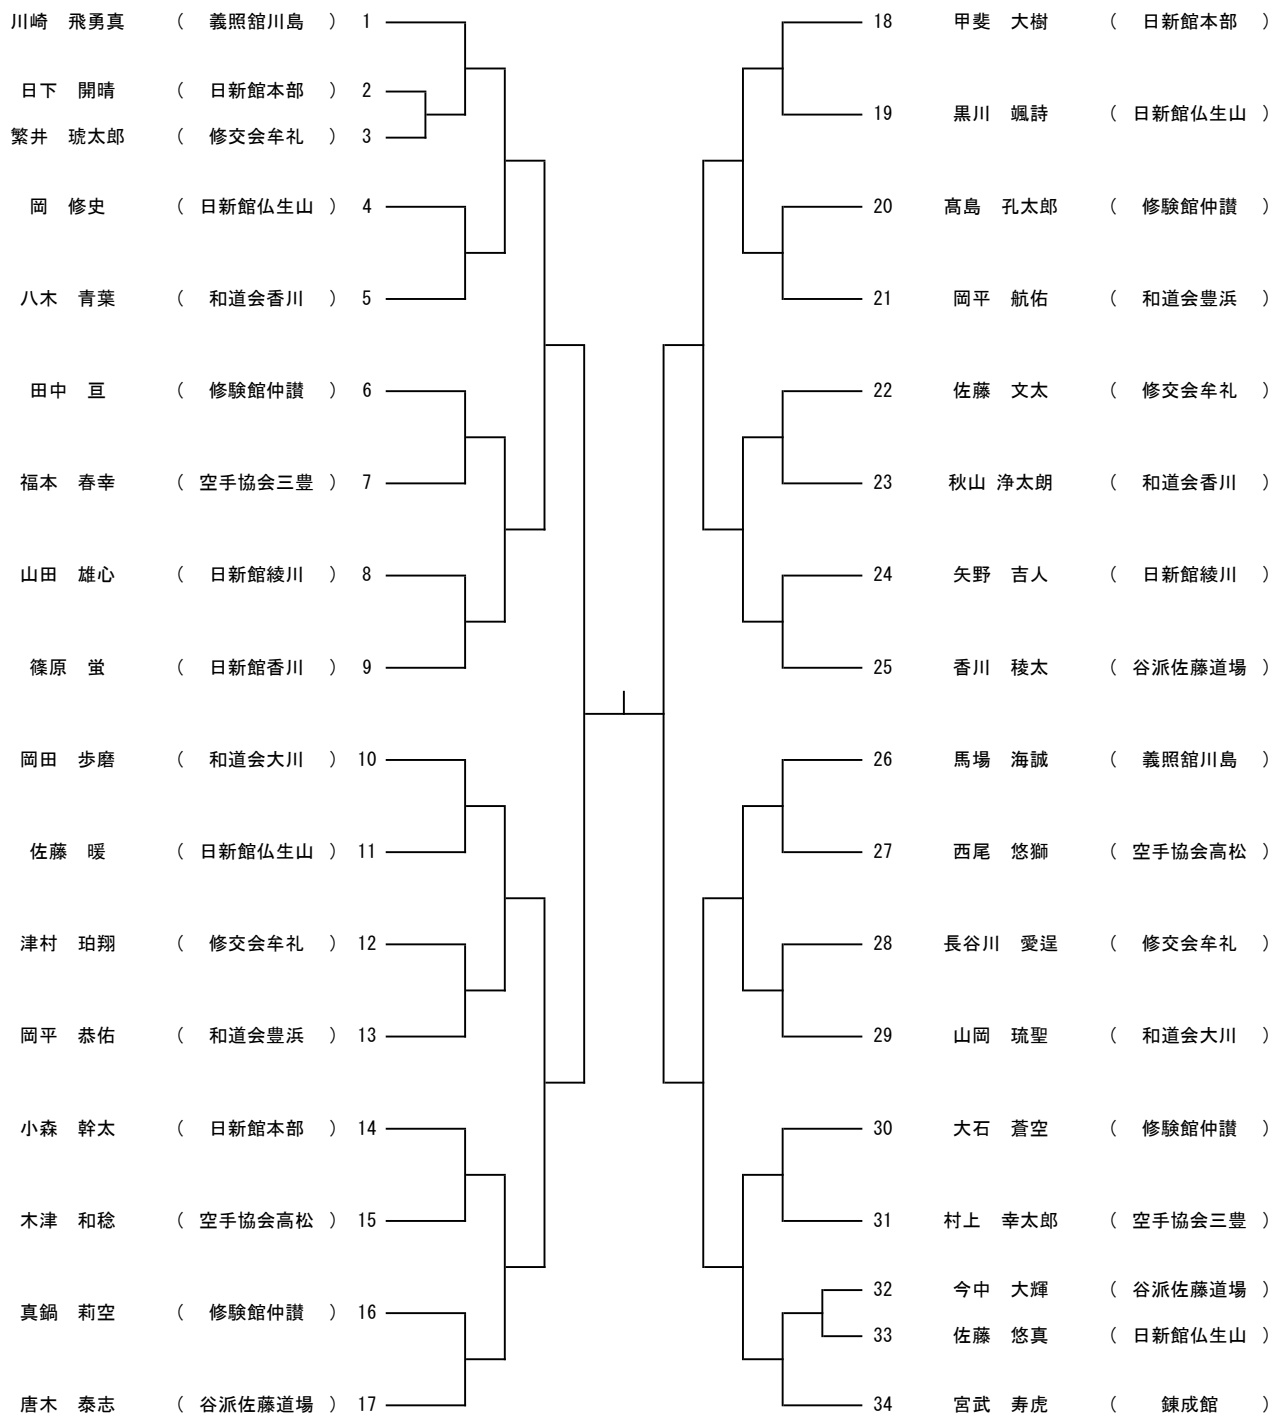 川崎　飛勇真 （ 義照舘川島 ） 1
日下　開晴 （ 日新館本部 ） 2
繁井　琥太郎 （ 修交会牟礼 ） 3
岡　修史 （ 日新館仏生山 ） 4
八木　青葉 （ 和道会香川 ） 5
田中　亘 （ 修験館仲讃 ） 6
福本　春幸 （ 空手協会三豊 ） 7
山田　雄心 （ 日新館綾川 ） 8
篠原　蛍 （ 日新館香川 ） 9
岡田　歩磨 （ 和道会大川 ） 10
佐藤　暖 （ 日新館仏生山 ） 11
津村　珀翔 （ 修交会牟礼 ） 12
岡平　恭佑 （ 和道会豊浜 ） 13
小森　幹太 （ 日新館本部 ） 14
木津　和稔 （ 空手協会高松 ） 15
真鍋　莉空 （ 修験館仲讃 ） 16
唐木　泰志 （ 谷派佐藤道場 ） 17
18 甲斐　大樹 （ 日新館本部 ）
19 黒川　颯詩 （ 日新館仏生山 ）
20 髙島　孔太郎 （ 修験館仲讃 ）
21 岡平　航佑 （ 和道会豊浜 ）
22 佐藤　文太 （ 修交会牟礼 ）
23 秋山 浄太朗 （ 和道会香川 ）
24 矢野　吉人 （ 日新館綾川 ）
25 香川　稜太 （ 谷派佐藤道場 ）
26 馬場　海誠 （ 義照舘川島 ）
27 西尾　悠獅 （ 空手協会高松 ）
28 長谷川　愛逞 （ 修交会牟礼 ）
29 山岡　琉聖 （ 和道会大川 ）
30 大石　蒼空 （ 修験館仲讃 ）
31 村上　幸太郎 （ 空手協会三豊 ）
32 今中　大輝 （ 谷派佐藤道場 ）
33 佐藤　悠真 （ 日新館仏生山 ）
34 宮武　寿虎 （ 錬成館 ）